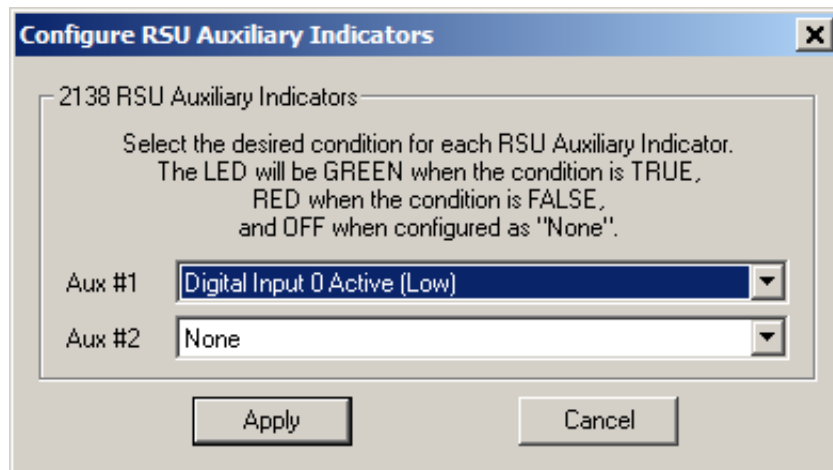 Configure RSU Auxiliary Indicators
2138 RSU Auxiliary Indicators
Select the desired condition for each RSU Auxiliary Indicator.
The LED will be GREEN when the condition is TRUE,
RED when the condition is FALSE,
and OFF when configured as "None".
Aux #1 Digital Input 0 Active (Low)
Aux #2 None
Apply Cancel